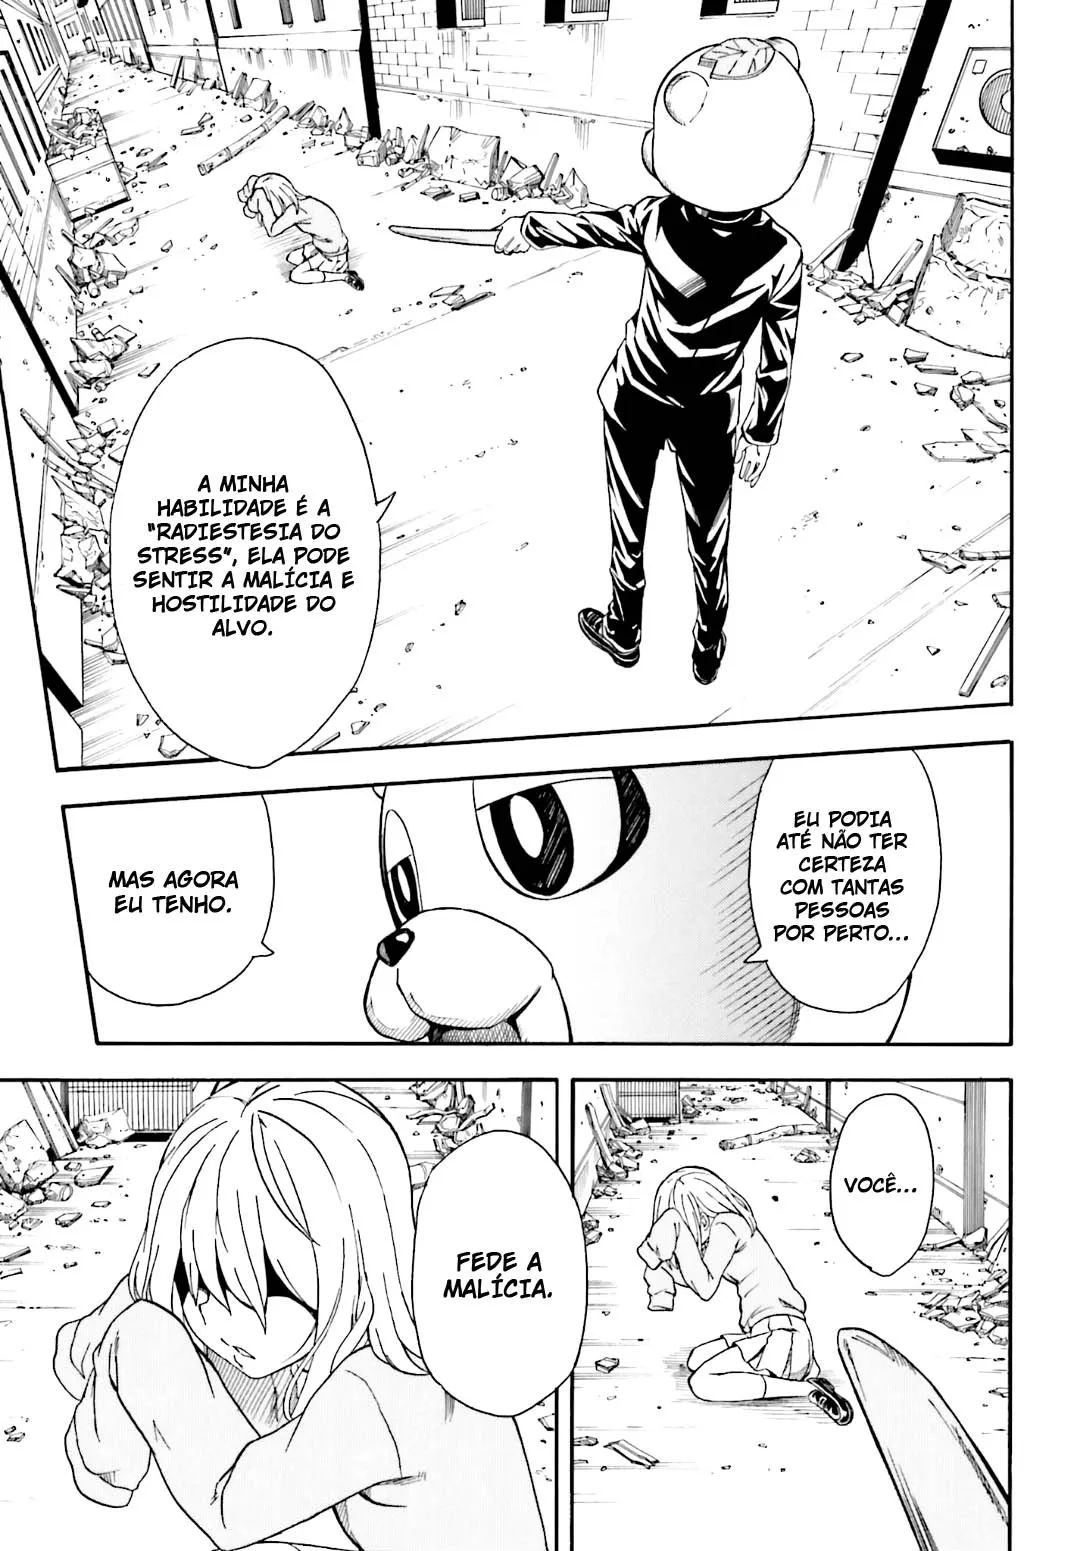 A MINHA
HABILIDADE É A
"RADIESTESIA DO
STRESS", ELA PODE
SENTIR A MALÍCIA E
HOSTILIDADE DO
ALVO.
EU PODIA
ATÉ NÃO TER
CERTEZA
COM TANTAS
PESSOAS
POR PERTO...
MAS AGORA
EU TENHO.
VOCÊ...
FEDE A
MALÍCIA.